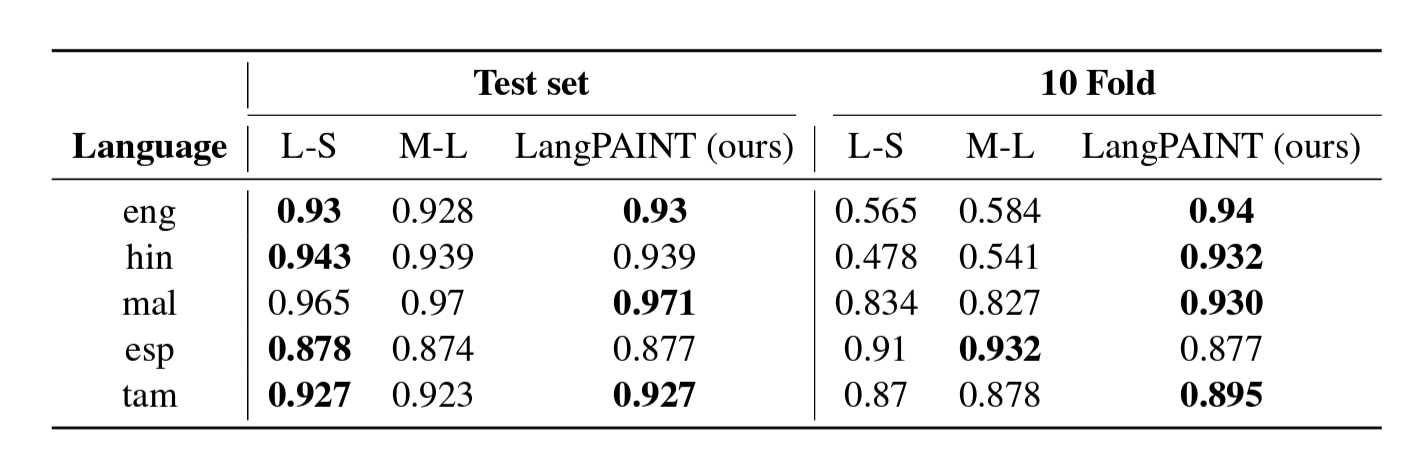 Test set 10 Fold
Language L-S M-L LangPAINT (ours) L-S M-L LangPAINT (ours)
eng 0.93 0.928 0.93 0.565 0.584 0.94
hin 0.943 0.939 0.939 0.478 0.541 0.932
mal 0.965 0.97 0.971 0.834 0.827 0.930
esp 0.878 0.874 0.877 0.91 0.932 0.877
tam 0.927 0.923 0.927 0.87 0.878 0.895